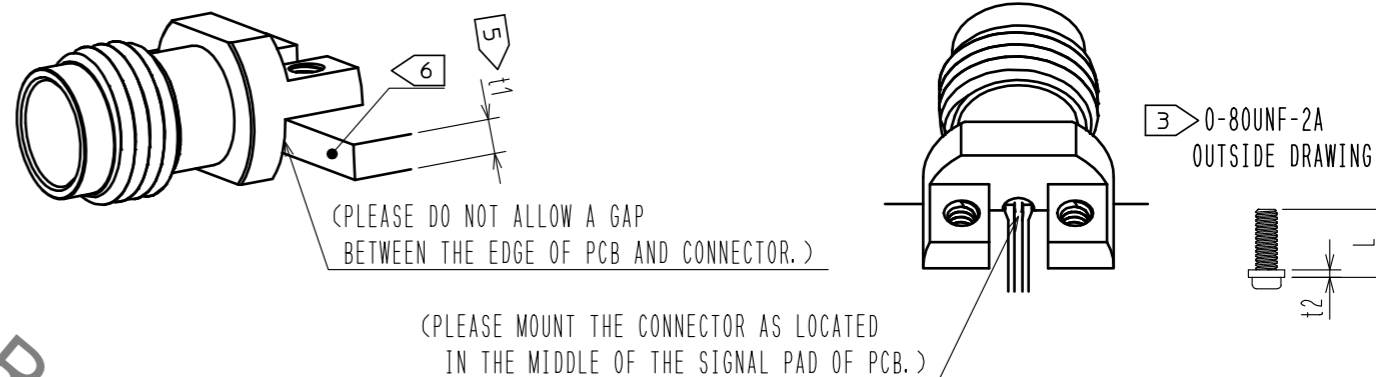 5
t1
6
3 0-80UNF-2A
OUTSIDE DRAWING
(PLEASE DO NOT ALLOW A GAP
BETWEEN THE EDGE OF PCB AND CONNECTOR.)
L
t2
(PLEASE MOUNT THE CONNECTOR AS LOCATED
IN THE MIDDLE OF THE SIGNAL PAD OF PCB.)